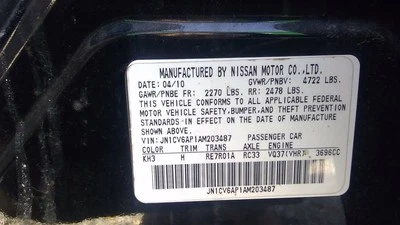 MANUFACTURED BY NISSAN MOTOR CO.,LTD.
DATE: 04/10 GVWR/PNBV: 4722 LBS.
GAWR/PNBE FR: 2270 LBS. RR: 2478 LBS.
THIS VEHICLE CONFORMS TO ALL APPLICABLE FEDERAL
MOTOR VEHICLE SAFETY, BUMPER, AND THEFT PREVENTION
STANDARDS IN EFFECT ON THE DATE OF
MANUFACTURE SHOWN ABOVE.
VIN: JN1CV6AP1AM203487 PASSENGER CAR
COLOR TRIM TRANS AXLE ENGINE
KH3 H RE7R01A RC33 VQ37(VHR) 3696CC
JN1CV6AP1AM203487